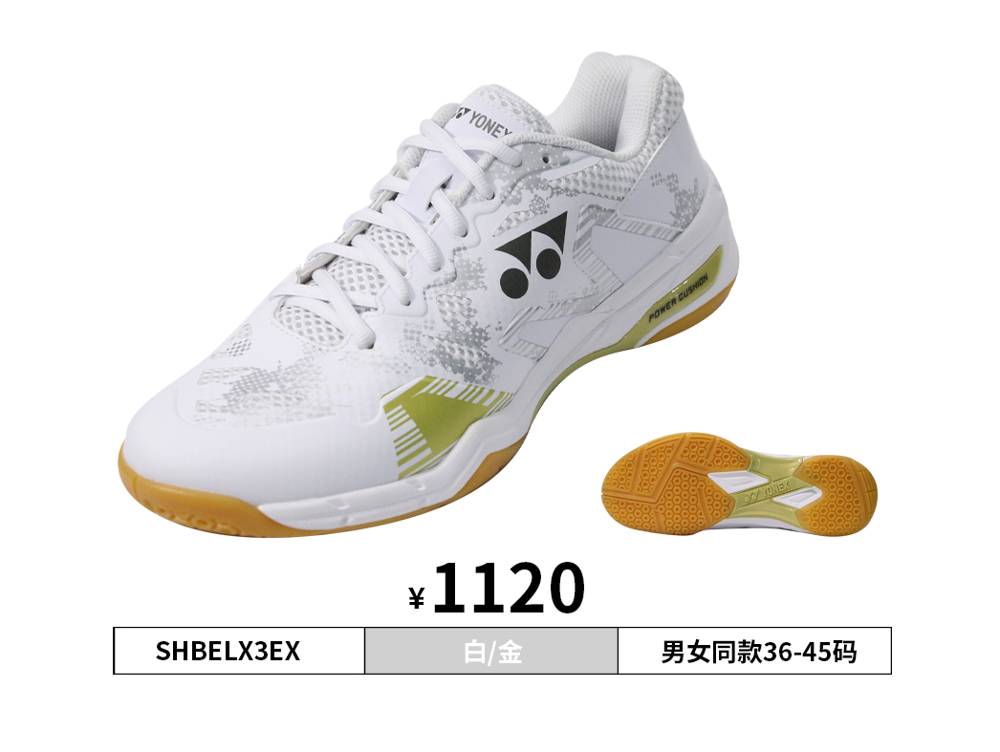 YONEX
POWER CUSHION
YONEX
¥1120
SHBELX3EX
白/金
男女同款36-45码